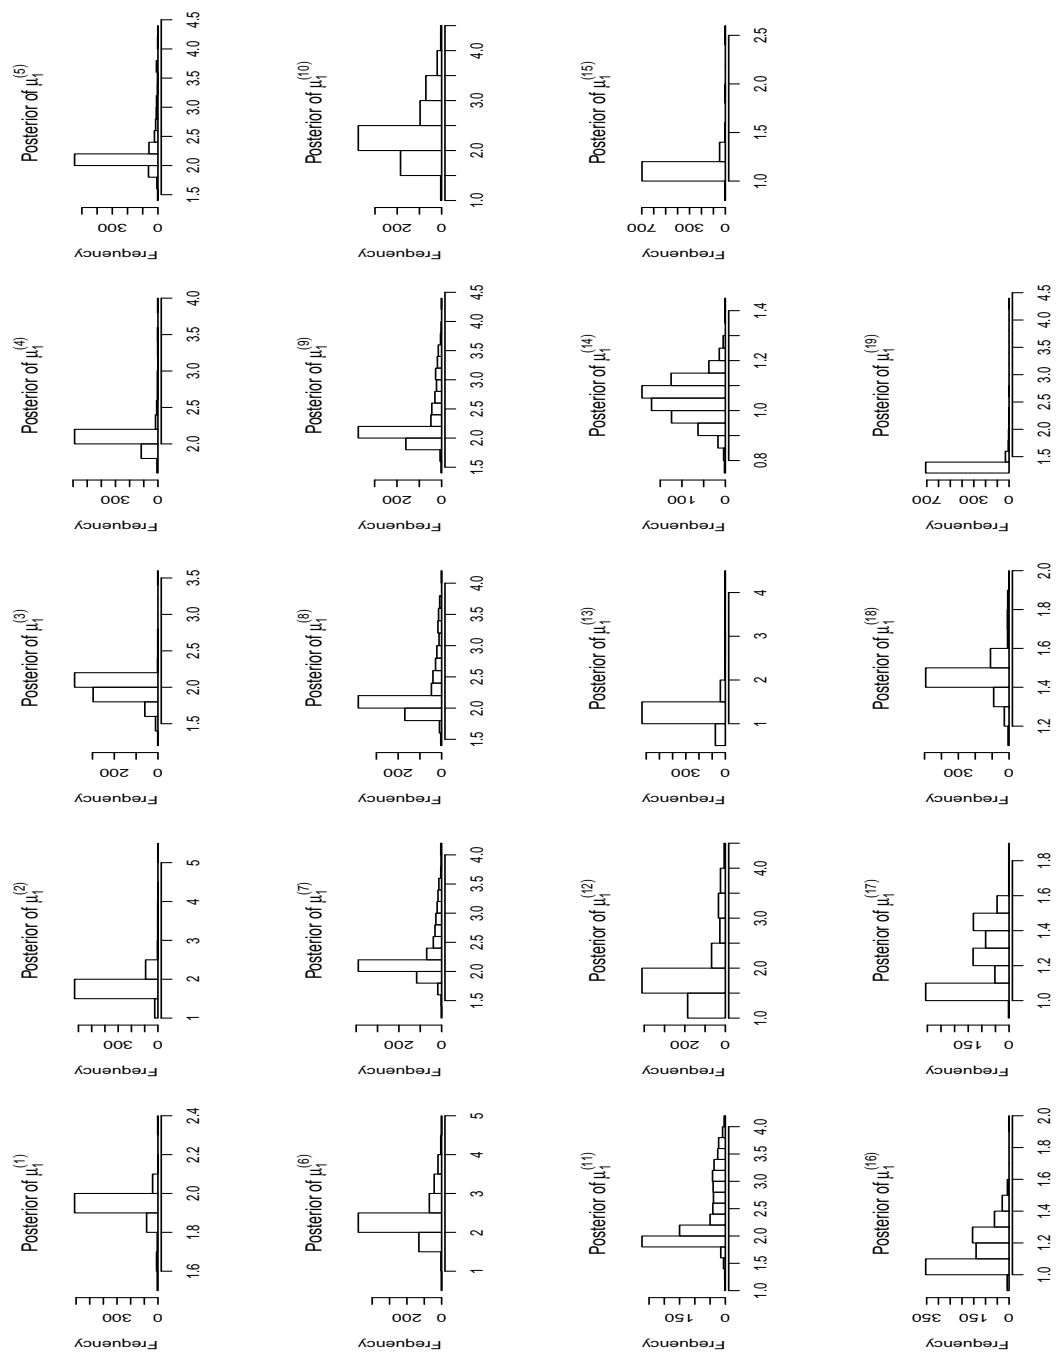 Posterior of μ₁⁽¹⁾
Frequency
0 300
1.6 1.8 2.0 2.2 2.4
Posterior of μ₁⁽²⁾
Frequency
0 300
1 2 3 4 5
Posterior of μ₁⁽³⁾
Frequency
0 200
1.5 2.0 2.5 3.0 3.5
Posterior of μ₁⁽⁴⁾
Frequency
0 300
2.0 2.5 3.0 3.5 4.0
Posterior of μ₁⁽⁵⁾
Frequency
0 300
1.5 2.0 2.5 3.0 3.5 4.0 4.5
Posterior of μ₁⁽⁶⁾
Frequency
0 200
1 2 3 4 5
Posterior of μ₁⁽⁷⁾
Frequency
0 200
1.5 2.0 2.5 3.0 3.5 4.0
Posterior of μ₁⁽⁸⁾
Frequency
0 200
1.5 2.0 2.5 3.0 3.5 4.0
Posterior of μ₁⁽⁹⁾
Frequency
0 200
1.5 2.0 2.5 3.0 3.5 4.0 4.5
Posterior of μ₁⁽¹⁰⁾
Frequency
0 200
1.0 2.0 3.0 4.0
Posterior of μ₁⁽¹¹⁾
Frequency
0 150
1.0 1.5 2.0 2.5 3.0 3.5 4.0
Posterior of μ₁⁽¹²⁾
Frequency
0 200
1.0 2.0 3.0 4.0
Posterior of μ₁⁽¹³⁾
Frequency
0 300
1 2 3 4
Posterior of μ₁⁽¹⁴⁾
Frequency
0 100
0.8 1.0 1.2 1.4
Posterior of μ₁⁽¹⁵⁾
Frequency
0 300 700
1.0 1.5 2.0 2.5
Posterior of μ₁⁽¹⁶⁾
Frequency
0 150 350
1.0 1.2 1.4 1.6 1.8 2.0
Posterior of μ₁⁽¹⁷⁾
Frequency
0 150
1.0 1.2 1.4 1.6 1.8
Posterior of μ₁⁽¹⁸⁾
Frequency
0 300
1.2 1.4 1.6 1.8 2.0
Posterior of μ₁⁽¹⁹⁾
Frequency
0 300 700
1.5 2.0 2.5 3.0 3.5 4.0 4.5